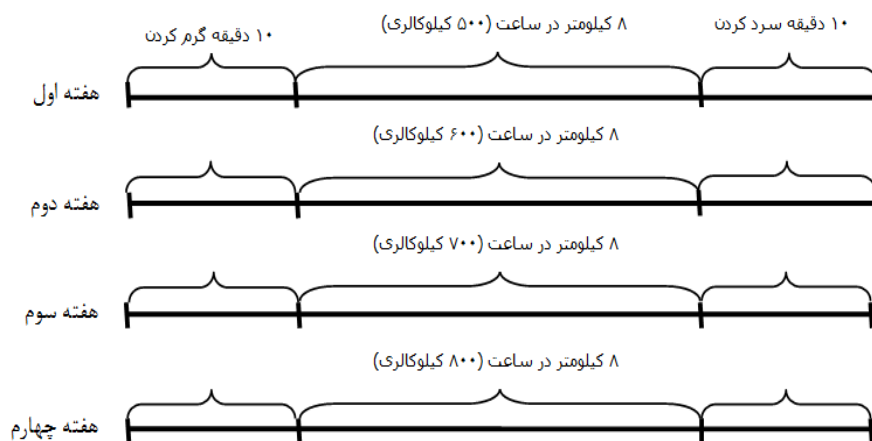 ۱۰ دقیقه گرم کردن
۸ کیلومتر در ساعت (۵۰۰ کیلوکالری)
۱۰ دقیقه سرد کردن
هفته اول
۸ کیلومتر در ساعت (۶۰۰ کیلوکالری)
هفته دوم
۸ کیلومتر در ساعت (۷۰۰ کیلوکالری)
هفته سوم
۸ کیلومتر در ساعت (۸۰۰ کیلوکالری)
هفته چهارم